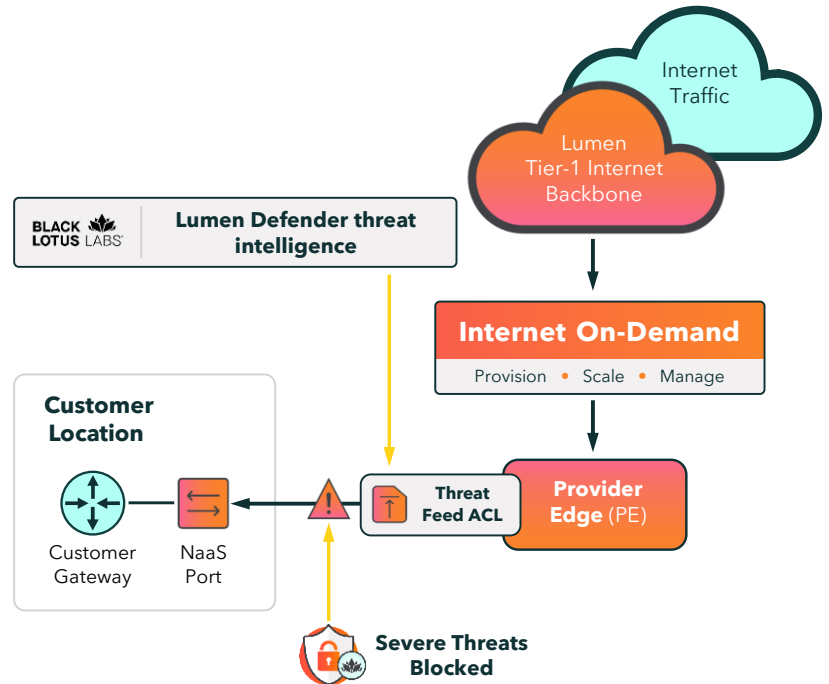 Internet
Traffic
Lumen
Tier-1 Internet
Backbone
BLACK
LOTUS LABS®
Lumen Defender threat
intelligence
Internet On-Demand
Provision • Scale • Manage
Customer
Location
Threat
Feed ACL
Provider
Edge (PE)
Customer
Gateway
NaaS
Port
Severe Threats
Blocked